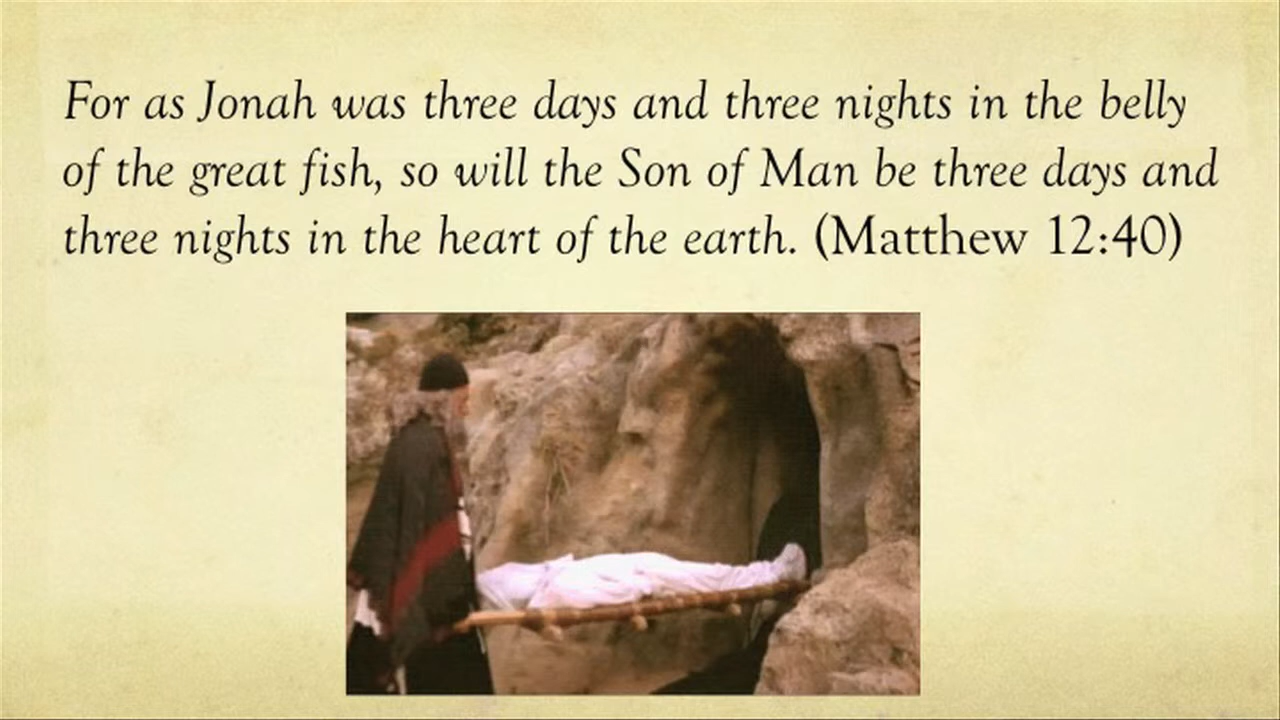 For as Jonah was three days and three nights in the belly
of the great fish, so will the Son of Man be three days and
three nights in the heart of the earth. (Matthew 12:40)